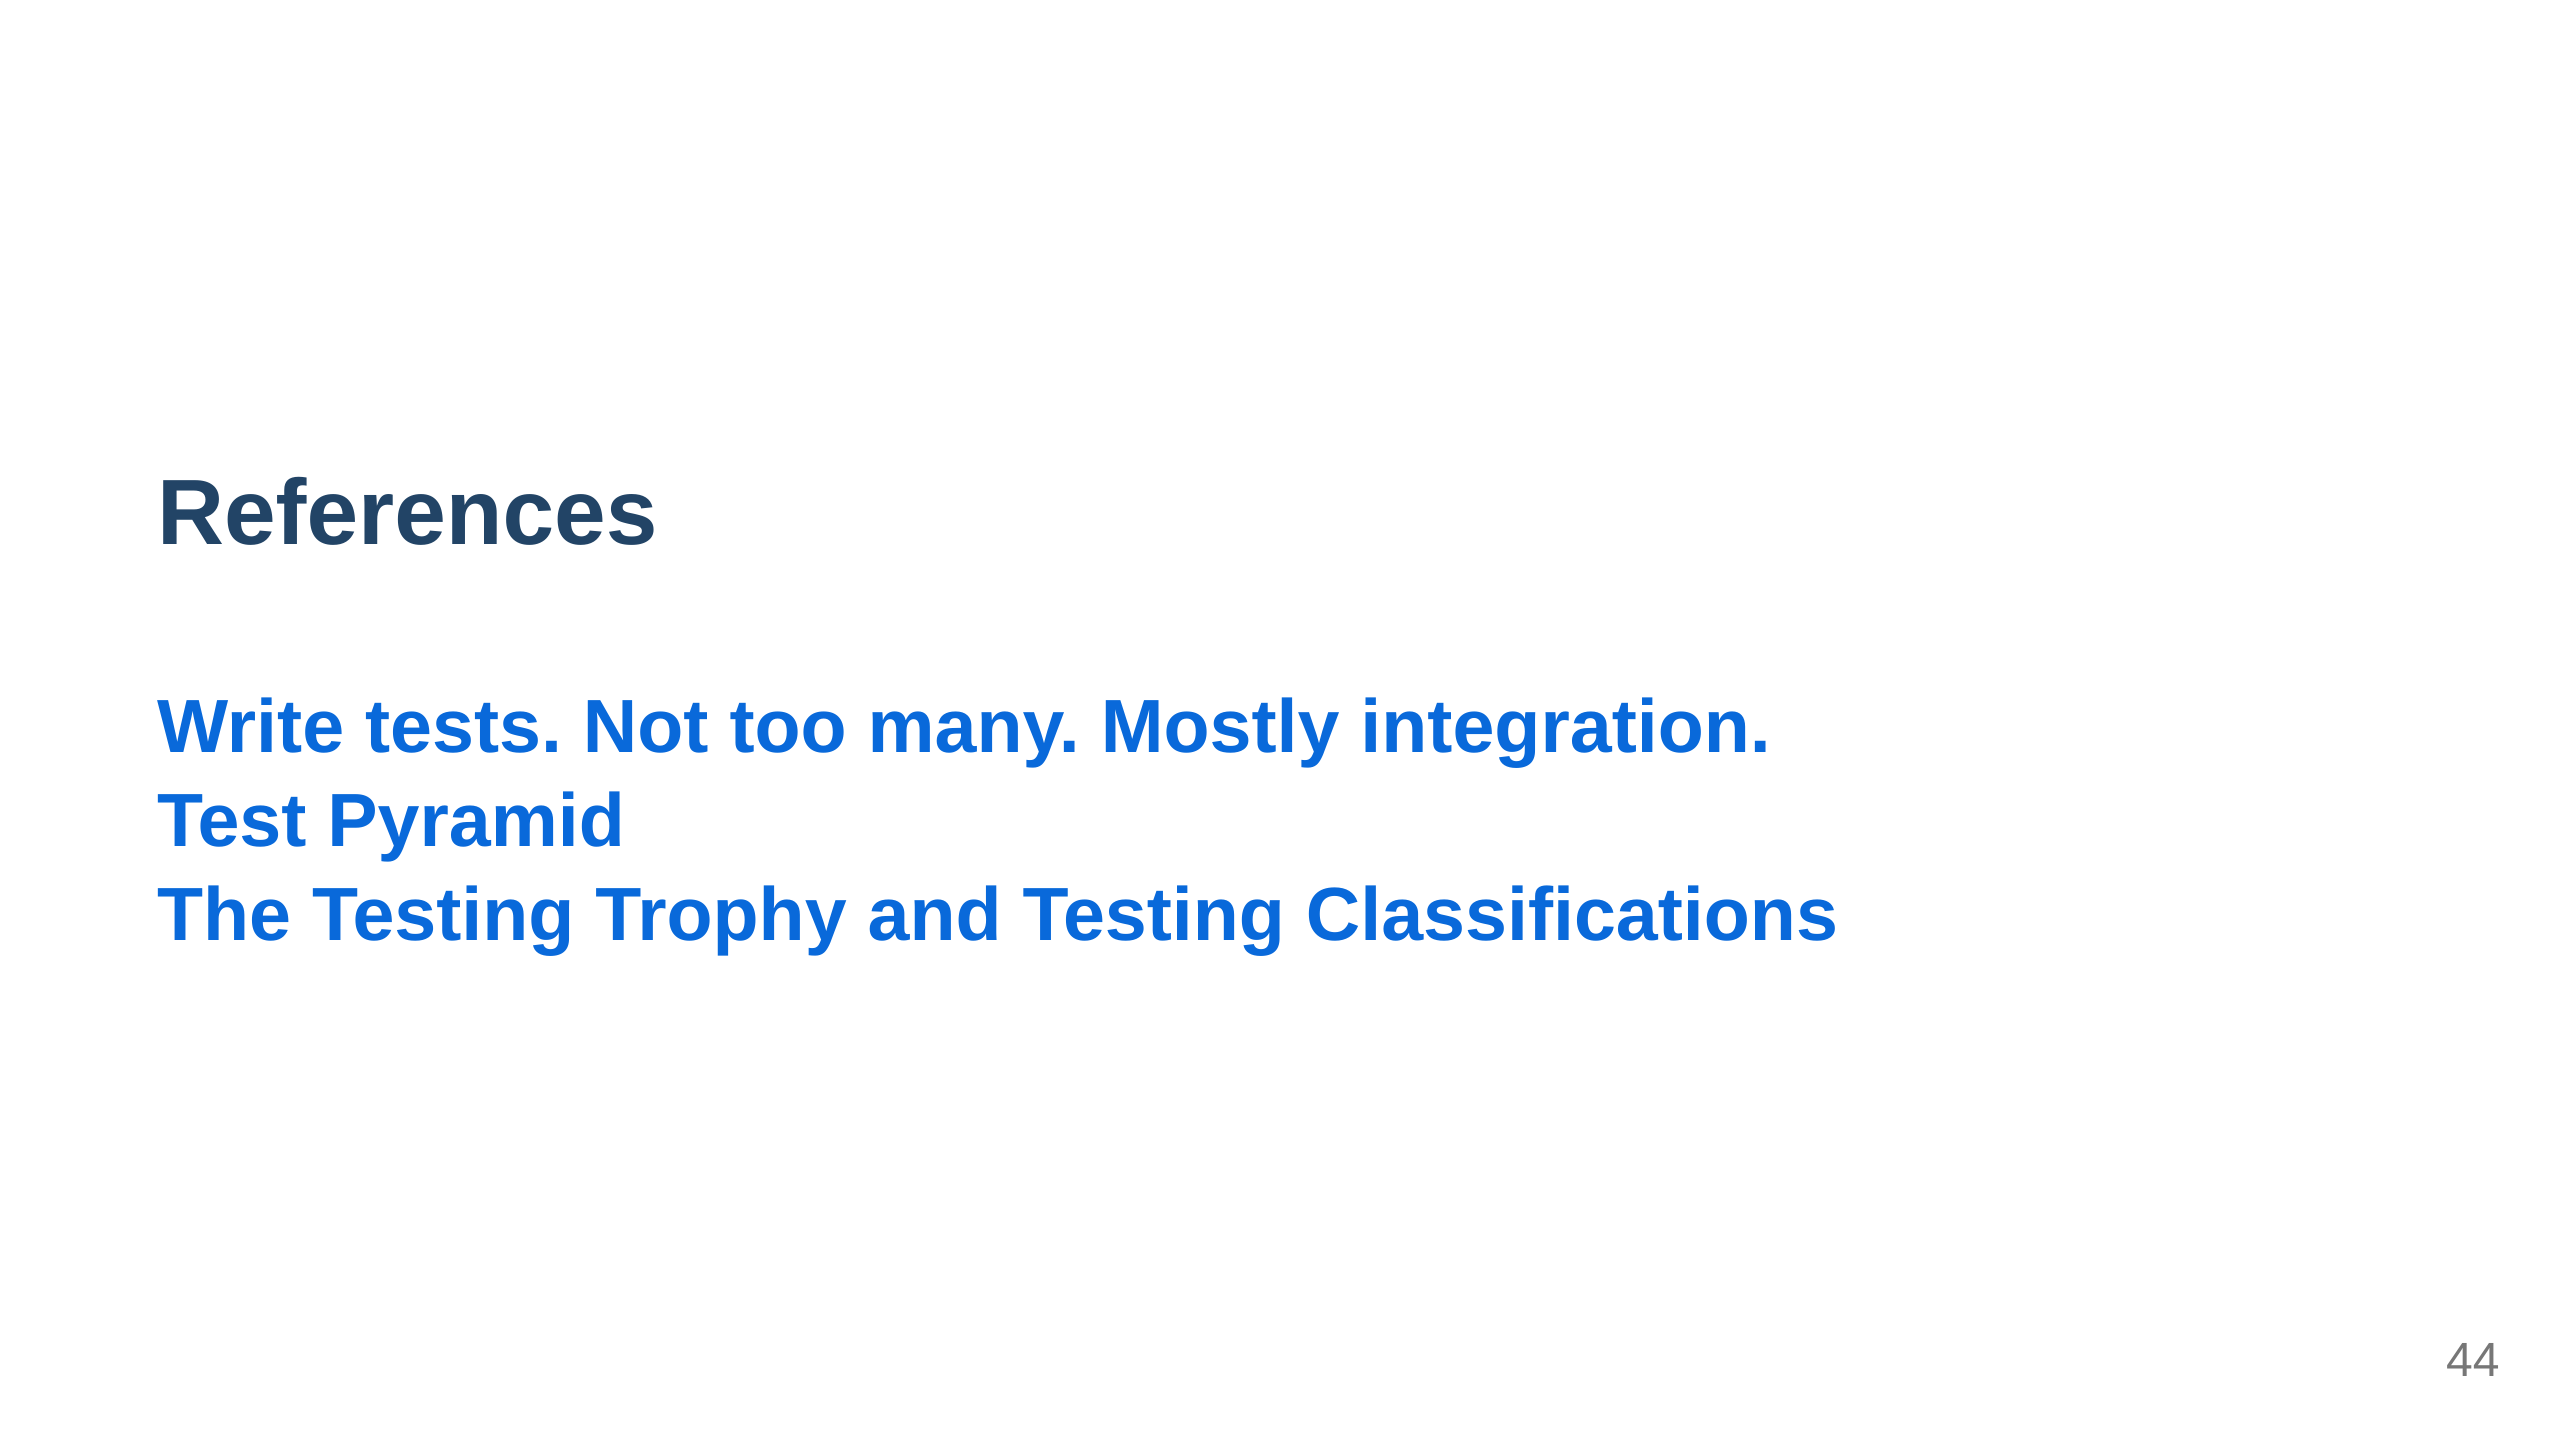 References
Write tests. Not too many. Mostly integration.
Test Pyramid
The Testing Trophy and Testing Classifications
44